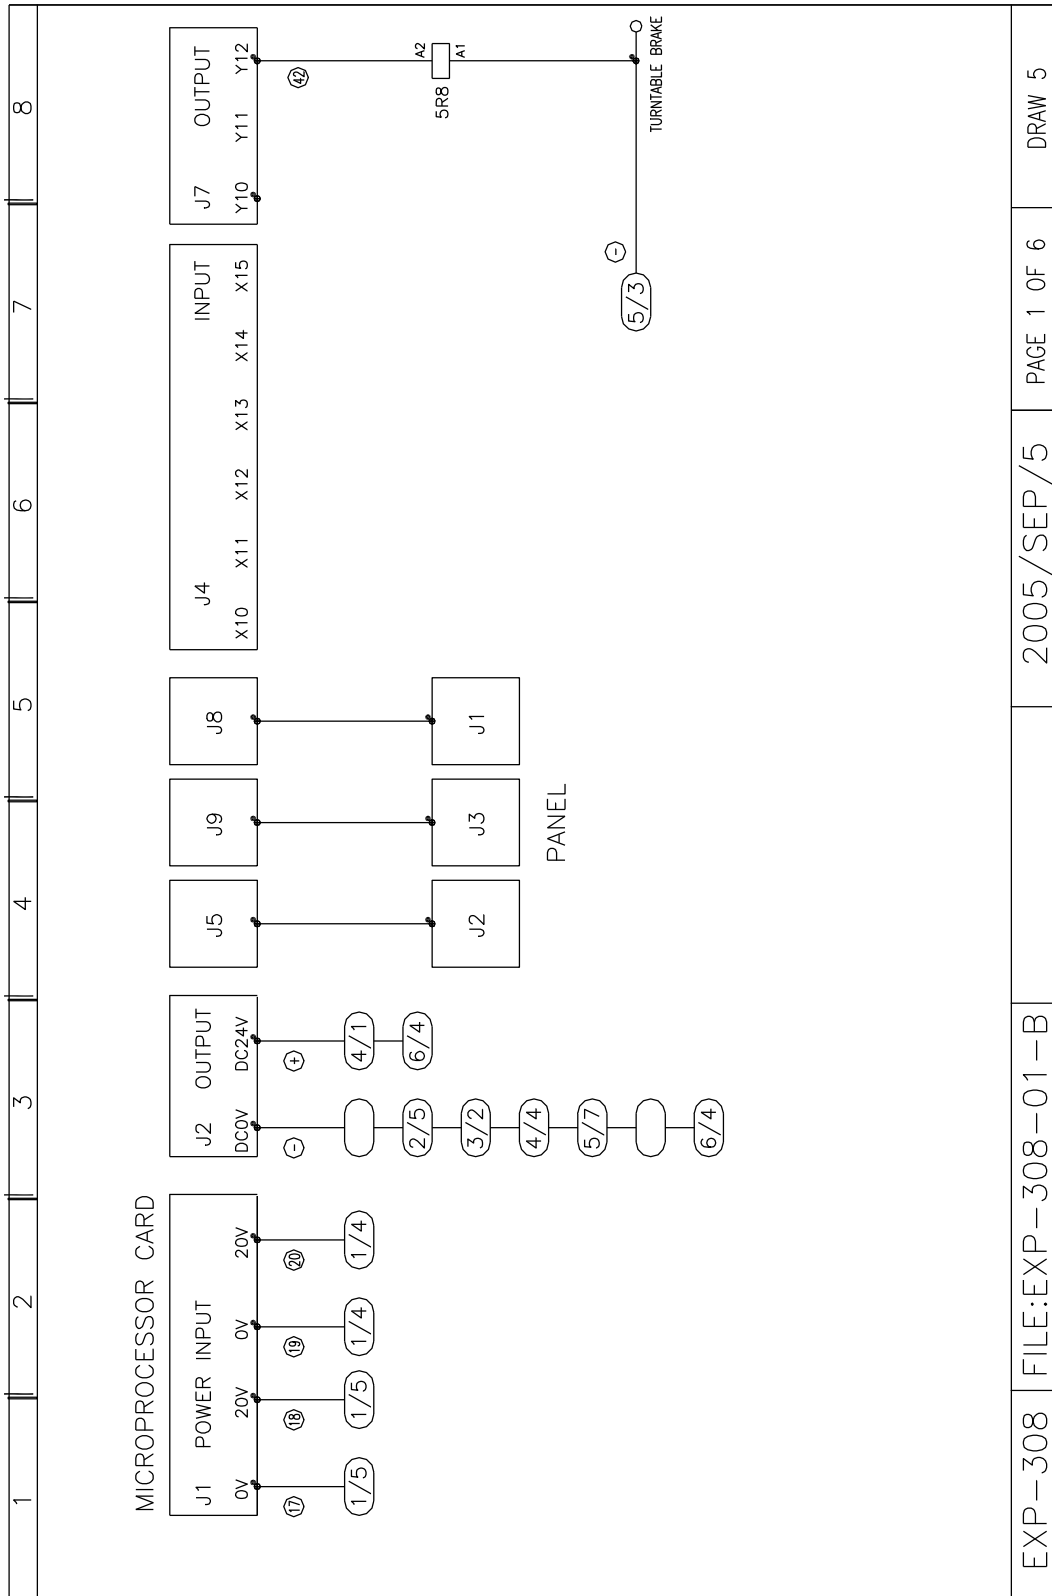 1 2 3 4 5 6 7 8
MICROPROCESSOR CARD
J1 POWER INPUT
0V 20V 0V 20V
17 18 19 20
1/5 1/5 1/4 1/4
J2 OUTPUT
DC0V DC24V
- +
4/1
2/5 6/4
3/2
4/4
5/7
6/4
J5 J9 J8
J2 J3 J1
PANEL
J4 INPUT
X10 X11 X12 X13 X14 X15
J7 OUTPUT
Y10 Y11 Y12
42
A2
5R8
A1
-
5/3
TURNTABLE BRAKE
EXP-308 FILE:EXP-308-01-B 2005/SEP/5 PAGE 1 OF 6 DRAW 5